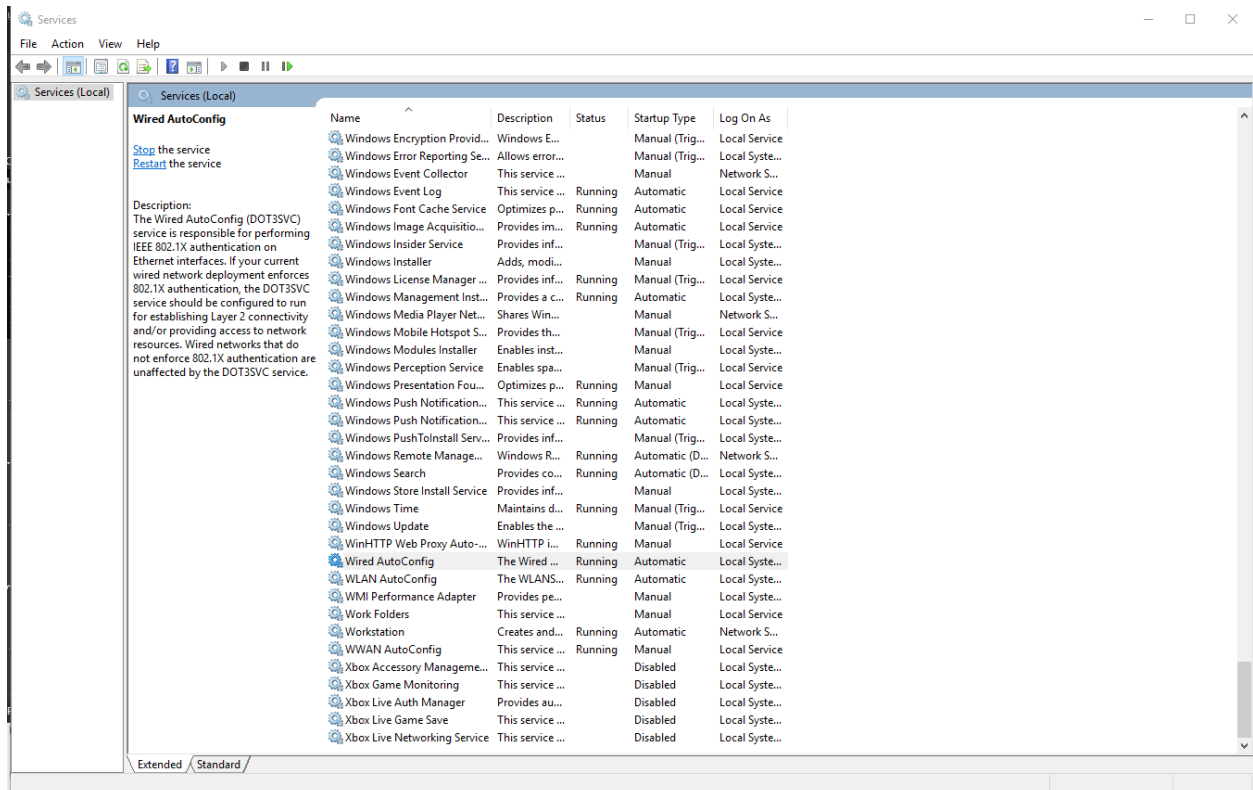 Services
File Action View Help
Services (Local)
Services (Local)
Wired AutoConfig
Stop the service
Restart the service
Description:
The Wired AutoConfig (DOT3SVC)
service is responsible for performing
IEEE 802.1X authentication on
Ethernet interfaces. If your current
wired network deployment enforces
802.1X authentication, the DOT3SVC
service should be configured to run
for establishing Layer 2 connectivity
and/or providing access to network
resources. Wired networks that do
not enforce 802.1X authentication are
unaffected by the DOT3SVC service.
Name Description Status Startup Type Log On As
Windows Encryption Provid... Windows E... Manual (Trig... Local Service
Windows Error Reporting Se... Allows error... Manual (Trig... Local Syste...
Windows Event Collector This service ... Manual Network S...
Windows Event Log This service ... Running Automatic Local Service
Windows Font Cache Service Optimizes p... Running Automatic Local Service
Windows Image Acquisitio... Provides im... Running Automatic Local Service
Windows Insider Service Provides inf... Manual (Trig... Local Syste...
Windows Installer Adds, modi... Manual Local Syste...
Windows License Manager ... Provides inf... Running Manual (Trig... Local Service
Windows Management Inst... Provides a c... Running Automatic Local Syste...
Windows Media Player Net... Shares Win... Manual Network S...
Windows Mobile Hotspot S... Provides th... Manual (Trig... Local Service
Windows Modules Installer Enables inst... Manual Local Syste...
Windows Perception Service Enables spa... Manual (Trig... Local Service
Windows Presentation Fou... Optimizes p... Running Manual Local Service
Windows Push Notification... This service ... Running Automatic Local Syste...
Windows Push Notification... This service ... Running Automatic Local Syste...
Windows PushToInstall Serv... Provides inf... Manual (Trig... Local Syste...
Windows Remote Manage... Windows R... Running Automatic (D... Network S...
Windows Search Provides co... Running Automatic (D... Local Syste...
Windows Store Install Service Provides inf... Manual Local Syste...
Windows Time Maintains d... Running Manual (Trig... Local Service
Windows Update Enables the ... Manual (Trig... Local Syste...
WinHTTP Web Proxy Auto-... WinHTTP i... Running Manual Local Service
Wired AutoConfig The Wired ... Running Automatic Local Syste...
WLAN AutoConfig The WLANS... Running Automatic Local Syste...
WMI Performance Adapter Provides pe... Manual Local Syste...
Work Folders This service ... Manual Local Service
Workstation Creates and... Running Automatic Network S...
WWAN AutoConfig This service ... Running Manual Local Service
Xbox Accessory Manageme... This service ... Disabled Local Syste...
Xbox Game Monitoring This service ... Disabled Local Syste...
Xbox Live Auth Manager Provides au... Disabled Local Syste...
Xbox Live Game Save This service ... Disabled Local Syste...
Xbox Live Networking Service This service ... Disabled Local Syste...
Extended Standard